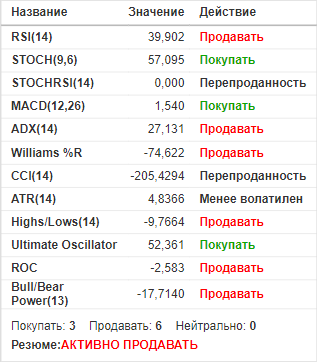 Название Значение Действие
RSI(14) 39,902 Продавать
STOCH(9,6) 57,095 Покупать
STOCHRSI(14) 0,000 Перепроданность
MACD(12,26) 1,540 Покупать
ADX(14) 27,131 Продавать
Williams %R -74,622 Продавать
CCI(14) -205,4294 Перепроданность
ATR(14) 4,8366 Менее волатилен
Highs/Lows(14) -9,7664 Продавать
Ultimate Oscillator 52,361 Покупать
ROC -2,583 Продавать
Bull/Bear
Power(13) -17,7140 Продавать
Покупать: 3 Продавать: 6 Нейтрально: 0
Резюме:АКТИВНО ПРОДАВАТЬ